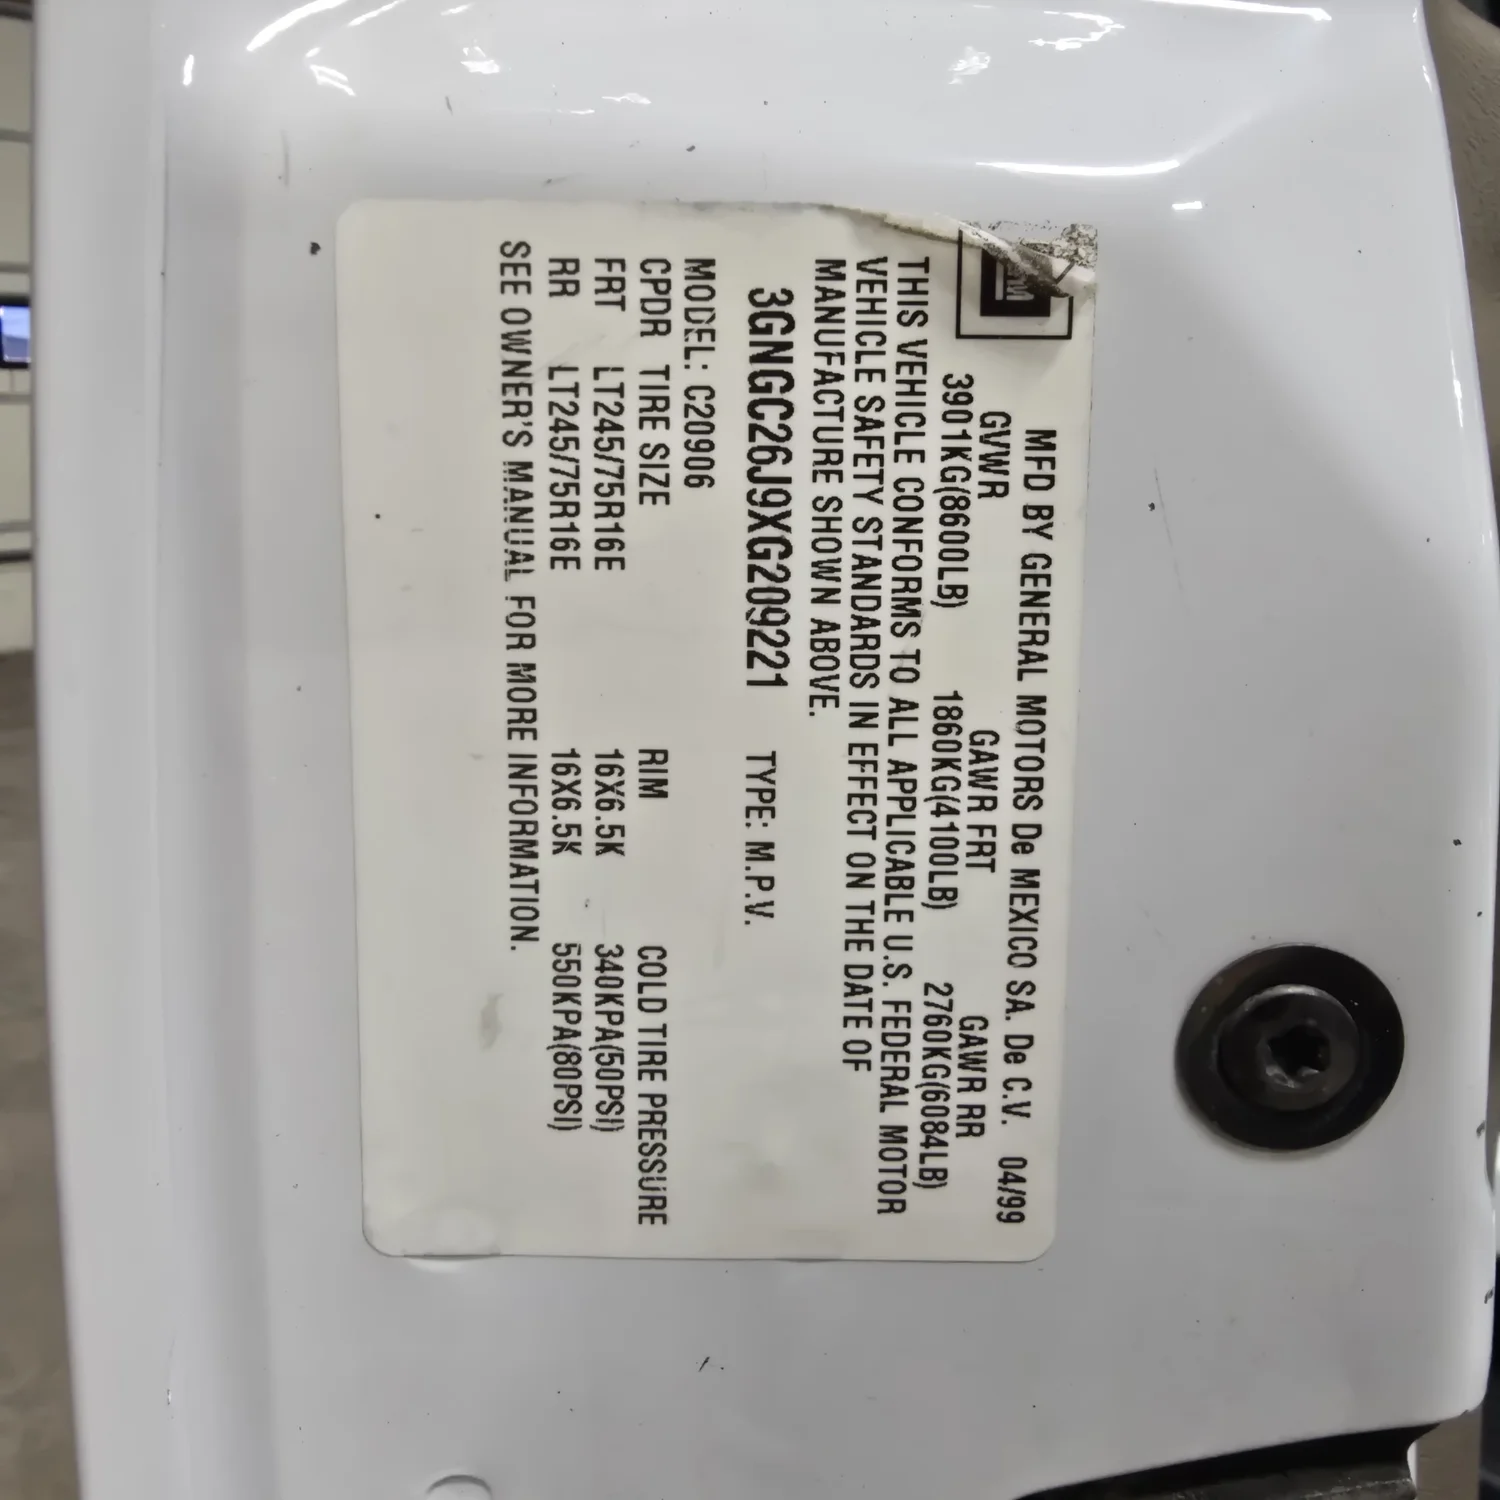 GM
MFD BY GENERAL MOTORS De MEXICO SA. De C.V. 04/99
GVWR GAWR FRT GAWR RR
3901KG(8600LB) 1860KG(4100LB) 2760KG(6084LB)
THIS VEHICLE CONFORMS TO ALL APPLICABLE U.S. FEDERAL MOTOR
VEHICLE SAFETY STANDARDS IN EFFECT ON THE DATE OF
MANUFACTURE SHOWN ABOVE.
3GNGC26J9XG209221 TYPE: M.P.V.
MODEL: C20906
CPDR TIRE SIZE RIM COLD TIRE PRESSURE
FRT LT245/75R16E 16X6.5K 340KPA(50PSI)
RR LT245/75R16E 16X6.5K 550KPA(80PSI)
SEE OWNER'S MANUAL FOR MORE INFORMATION.